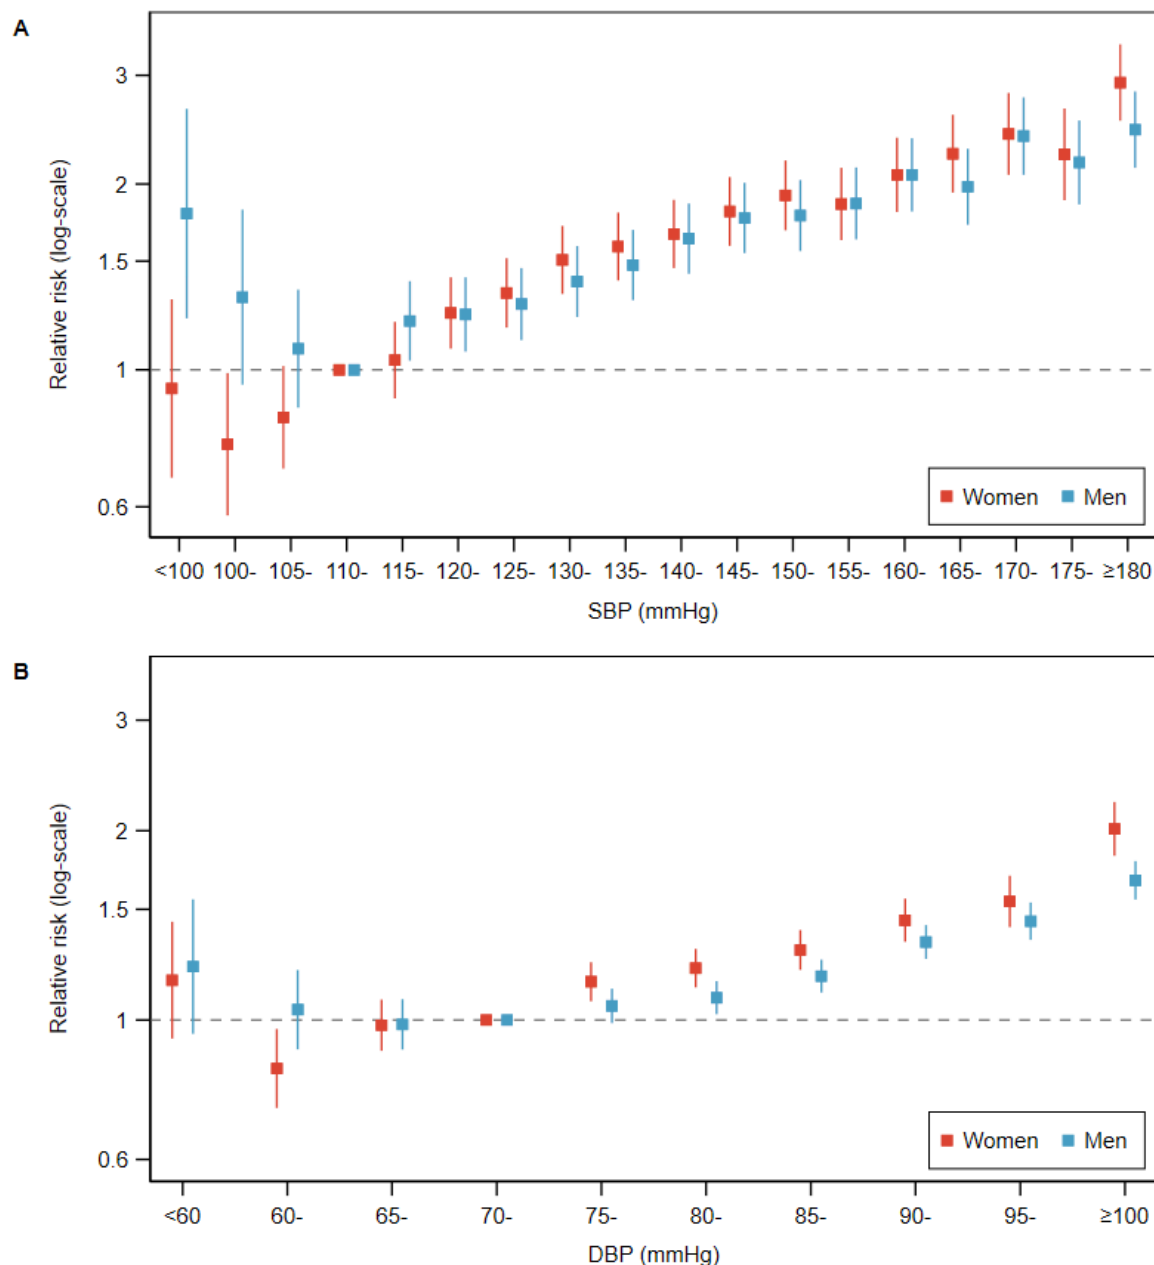 A
Relative risk (log-scale)
3
2
1.5
1
0.6
Women Men
<100 100- 105- 110- 115- 120- 125- 130- 135- 140- 145- 150- 155- 160- 165- 170- 175- ≥180
SBP (mmHg)
B
Relative risk (log-scale)
3
2
1.5
1
0.6
Women Men
<60 60- 65- 70- 75- 80- 85- 90- 95- ≥100
DBP (mmHg)